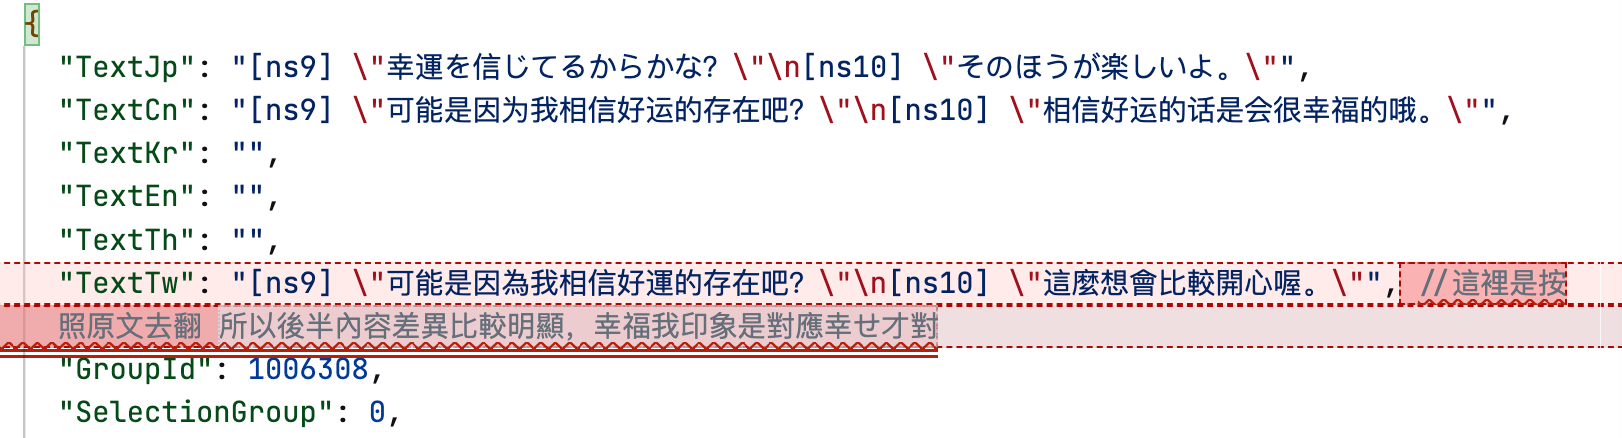 {
"TextJp": "[ns9] \"幸運を信じてるからかな？\"\n[ns10] \"そのほうが楽しいよ。\"",
"TextCn": "[ns9] \"可能是因为我相信好运的存在吧？\"\n[ns10] \"相信好运的话是会很幸福的哦。\"",
"TextKr": "",
"TextEn": "",
"TextTh": "",
"TextTw": "[ns9] \"可能是因為我相信好運的存在吧？\"\n[ns10] \"這麼想會比較開心喔。\"", //這裡是按
照原文去翻 所以後半內容差異比較明顯，幸福我印象是對應幸せ才對
"GroupId": 1006308,
"SelectionGroup": 0,